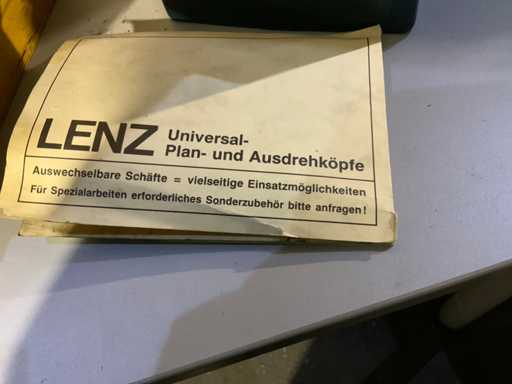 LENZ Universal-
Plan- und Ausdrehköpfe
Auswechselbare Schäfte = vielseitige Einsatzmöglichkeiten
Für Spezialarbeiten erforderliches Sonderzubehör bitte anfragen!